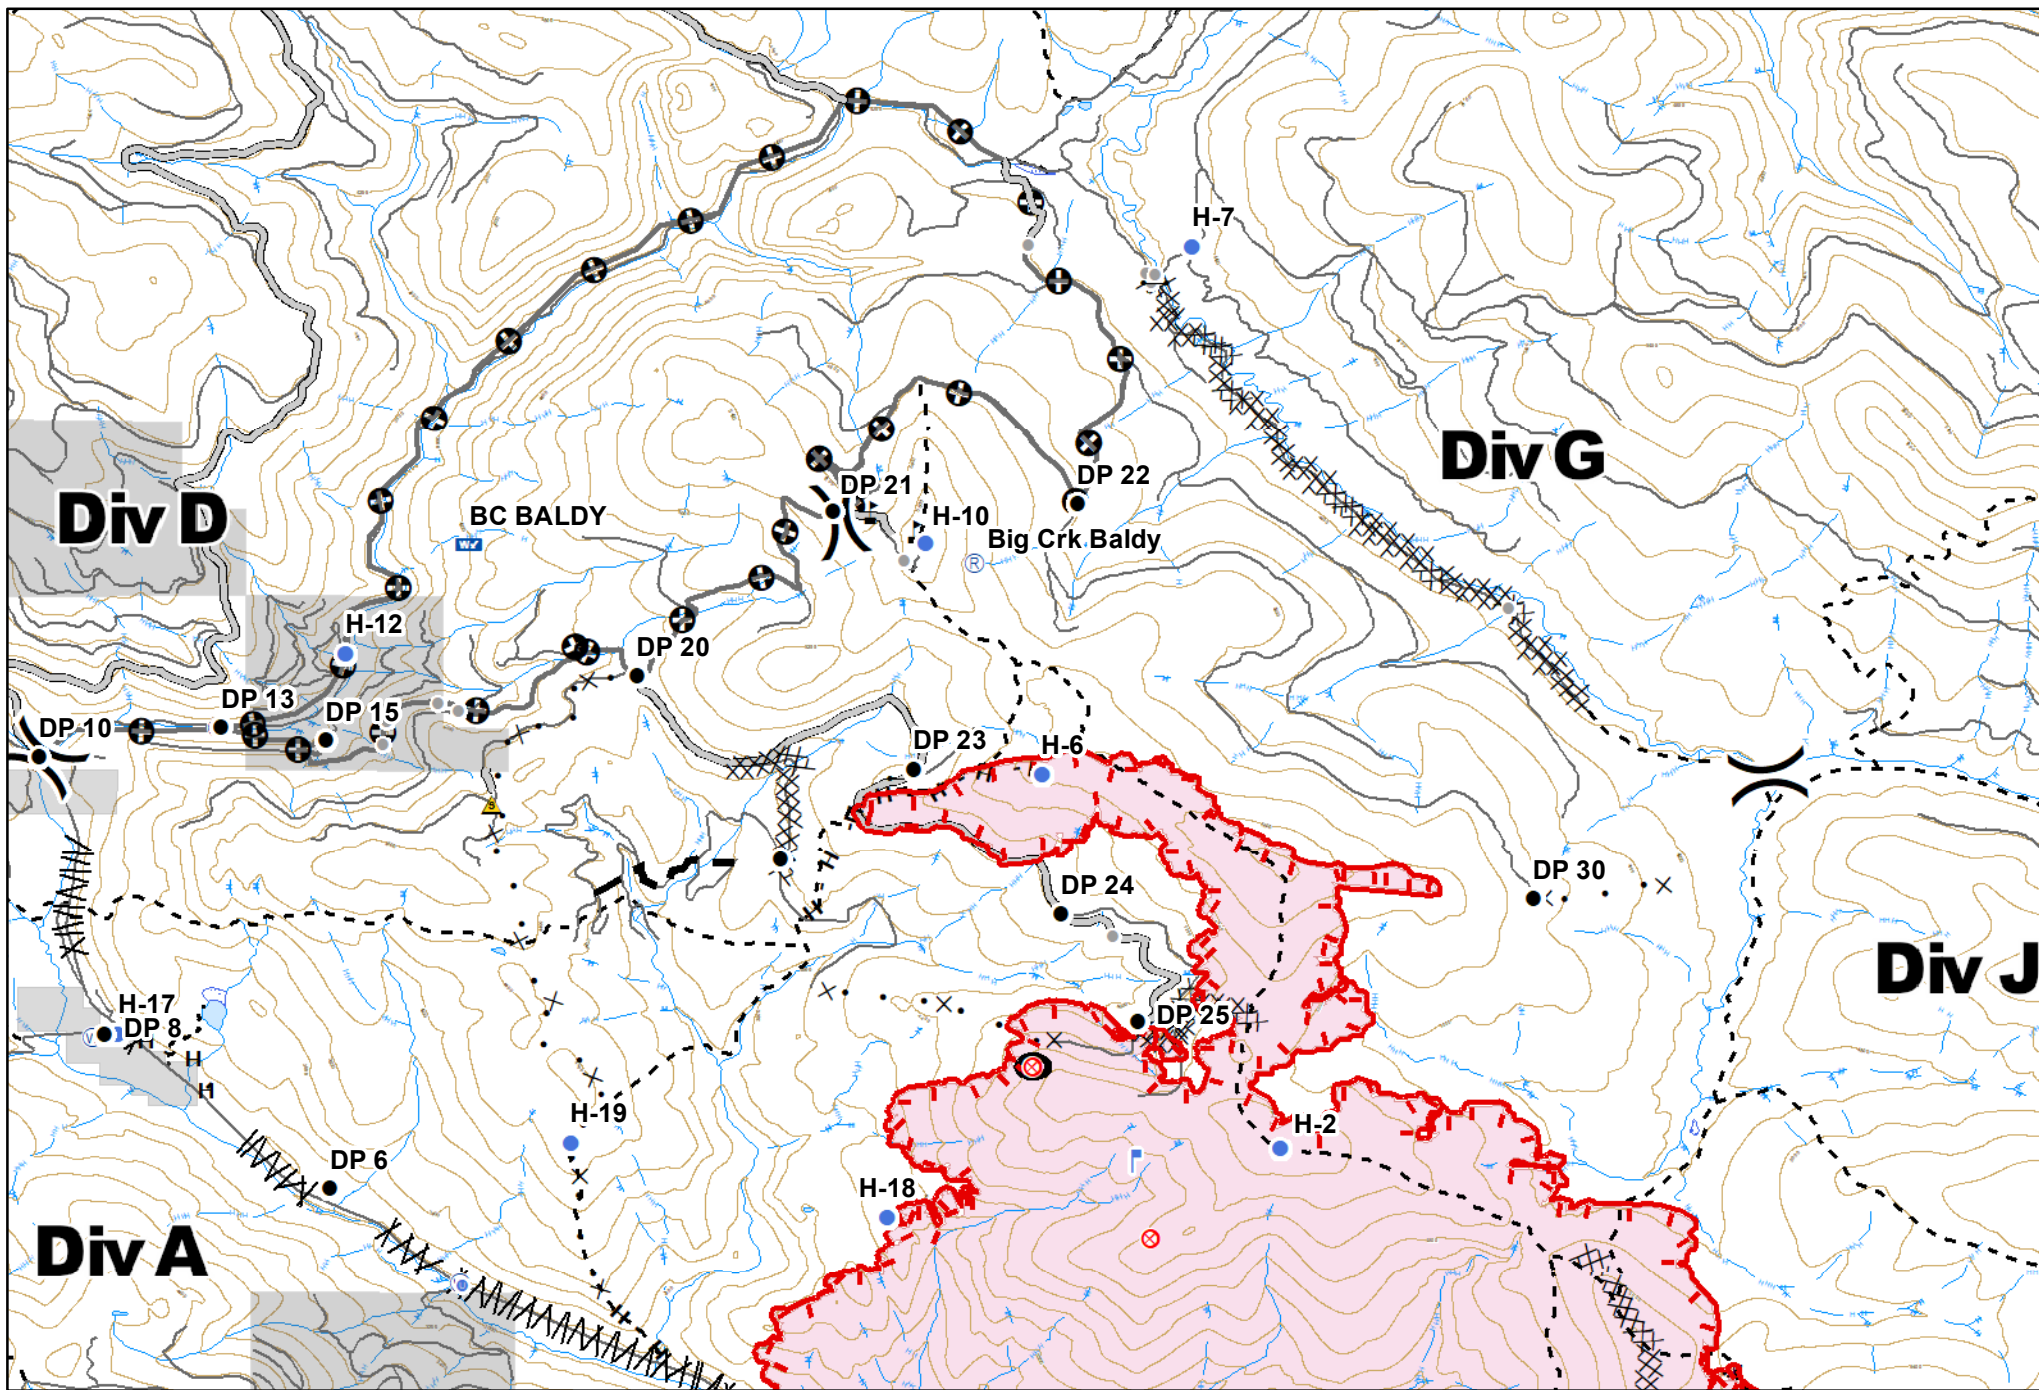 H-7
Div G
DP 21
DP 22
Div D
BC BALDY
H-10
Big Crk Baldy
R
H-12
DP 20
DP 13
DP 15
DP 10
DP 23
H-6
S
H
DP 24
DP 30
Div J
H-17
DP 8
V
DP 25
H
H
H-19
H-2
DP 6
H-18
Div A
U